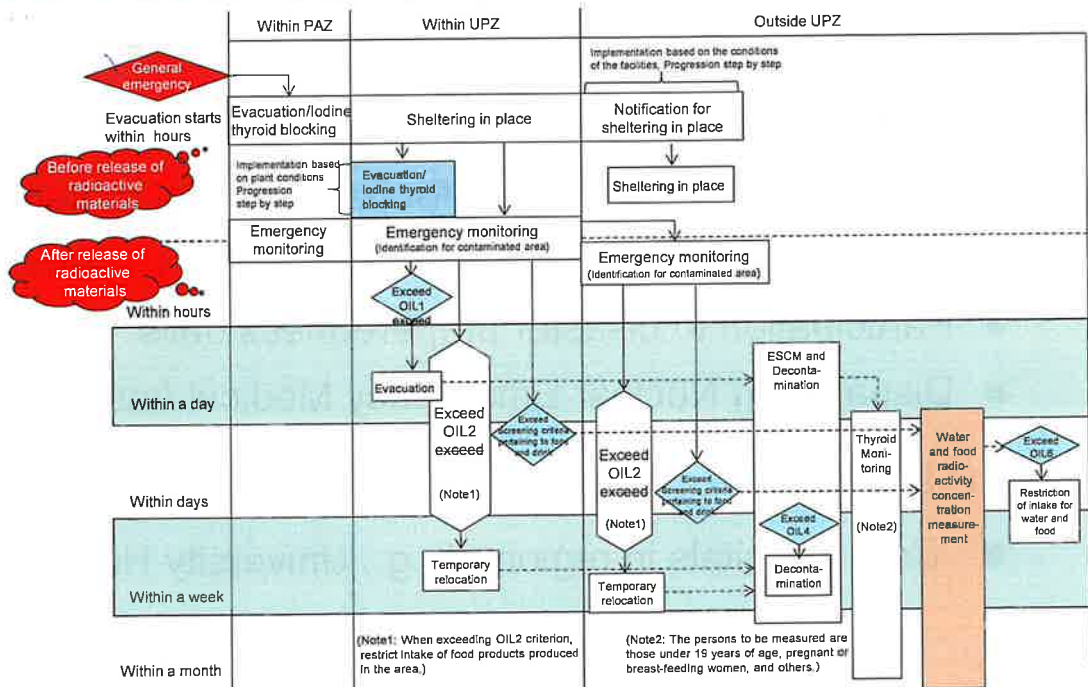 Within PAZ
Within UPZ
Outside UPZ
General
emergency
Implementation based on the conditions
of the facilities, Progression step by step
Evacuation starts
within hours
Evacuation/Iodine
thyroid blocking
Sheltering in place
Notification for
sheltering in place
Before release of
radioactive
materials
Implementation based
on plant conditions
Progression
step by step
Evacuation/
Iodine thyroid
blocking
Sheltering in place
Emergency
monitoring
Emergency monitoring
(Identification for contaminated area)
Emergency monitoring
(Identification for contaminated area)
After release of
radioactive
materials
Within hours
Exceed
OIL1
exceed
Evacuation
ESCM and
Deconta-
mination
Within a day
Exceed
OIL2
exceed
(Note1)
Exceed
Screening criteria
pertaining to food
and drink
Exceed
OIL2
exceed
(Note1)
Exceed
Screening criteria
pertaining to food
and drink
Thyroid
Moni-
toring
(Note2)
Water
and food
radio-
activity
concen-
tration
measure-
ment
Exceed
OIL6
Restriction
of intake for
water and
food
Within days
Exceed
OIL4
Deconta-
mination
Temporary
relocation
Temporary
relocation
Within a week
(Note1: When exceeding OIL2 criterion,
restrict intake of food products produced
in the area.)
(Note2: The persons to be measured are
those under 19 years of age, pregnant or
breast-feeding women, and others.)
Within a month